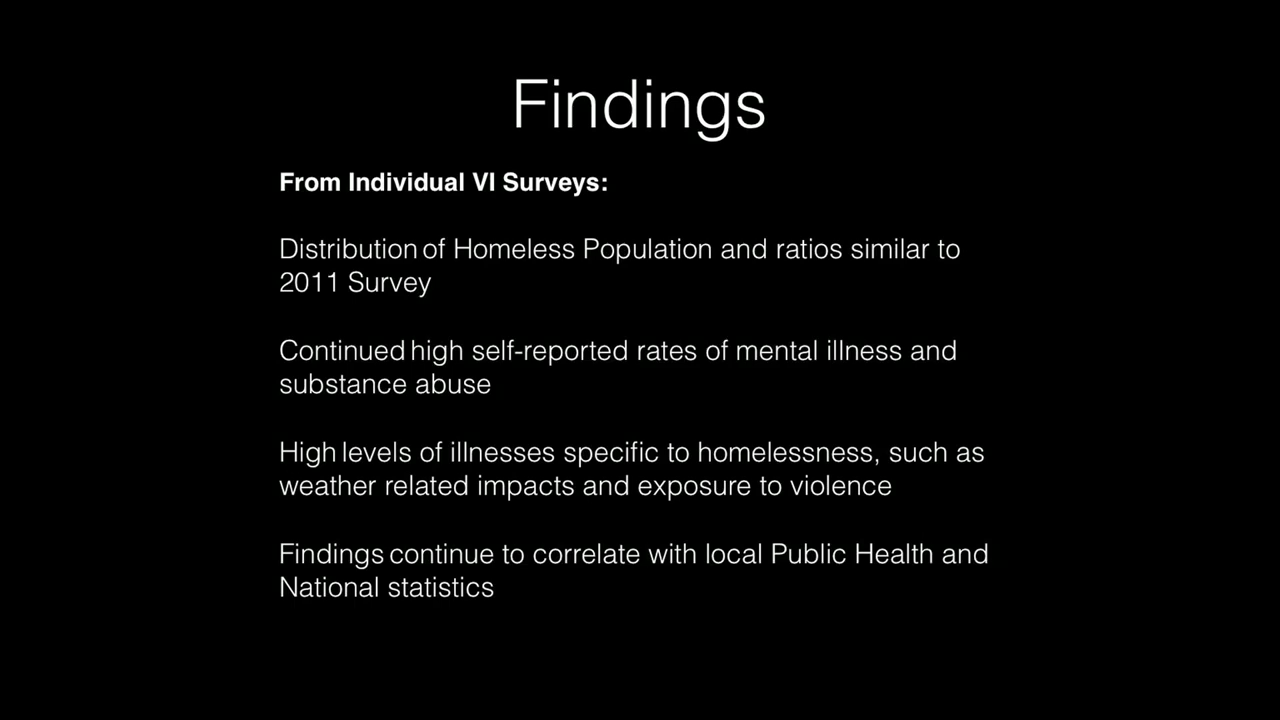 Findings
From Individual VI Surveys:
Distribution of Homeless Population and ratios similar to
2011 Survey
Continued high self-reported rates of mental illness and
substance abuse
High levels of illnesses specific to homelessness, such as
weather related impacts and exposure to violence
Findings continue to correlate with local Public Health and
National statistics